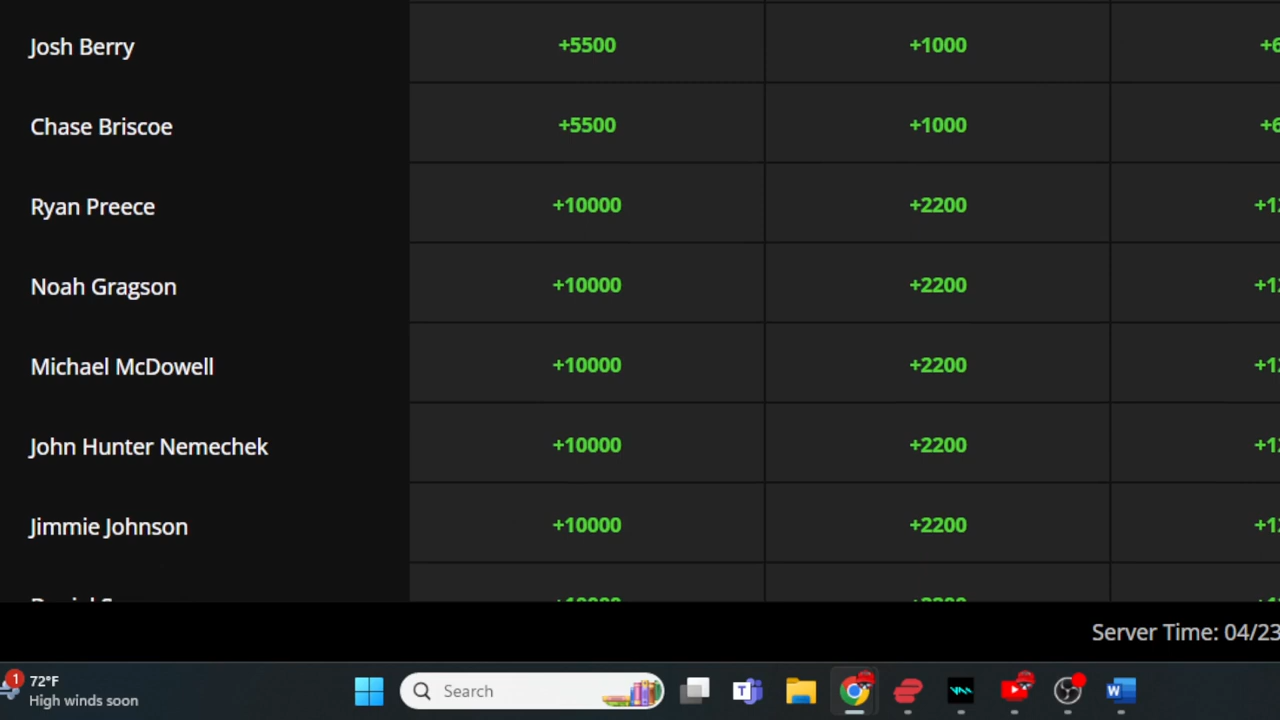 Josh Berry +5500 +1000
Chase Briscoe +5500 +1000
Ryan Preece +10000 +2200
Noah Gragson +10000 +2200
Michael McDowell +10000 +2200
John Hunter Nemechek +10000 +2200
Jimmie Johnson +10000 +2200
Server Time: 04/23
1 72°F
High winds soon
Search